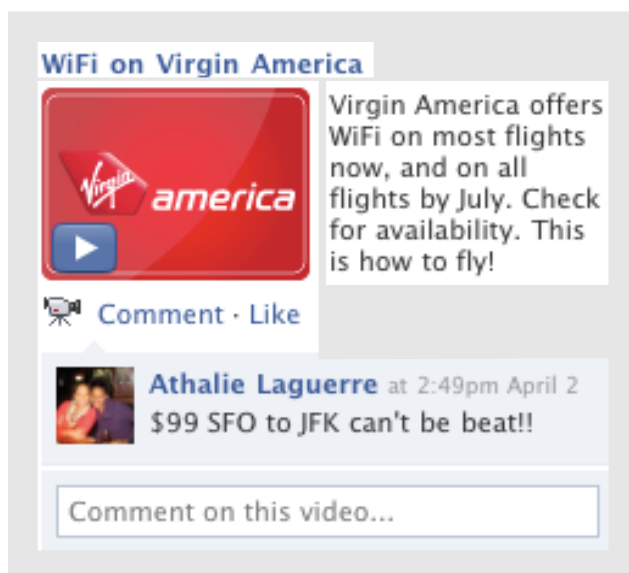 WiFi on Virgin America
Virgin
america
Virgin America offers
WiFi on most flights
now, and on all
flights by July. Check
for availability. This
is how to fly!
Comment · Like
Athalie Laguerre at 2:49pm April 2
$99 SFO to JFK can't be beat!!
Comment on this video...